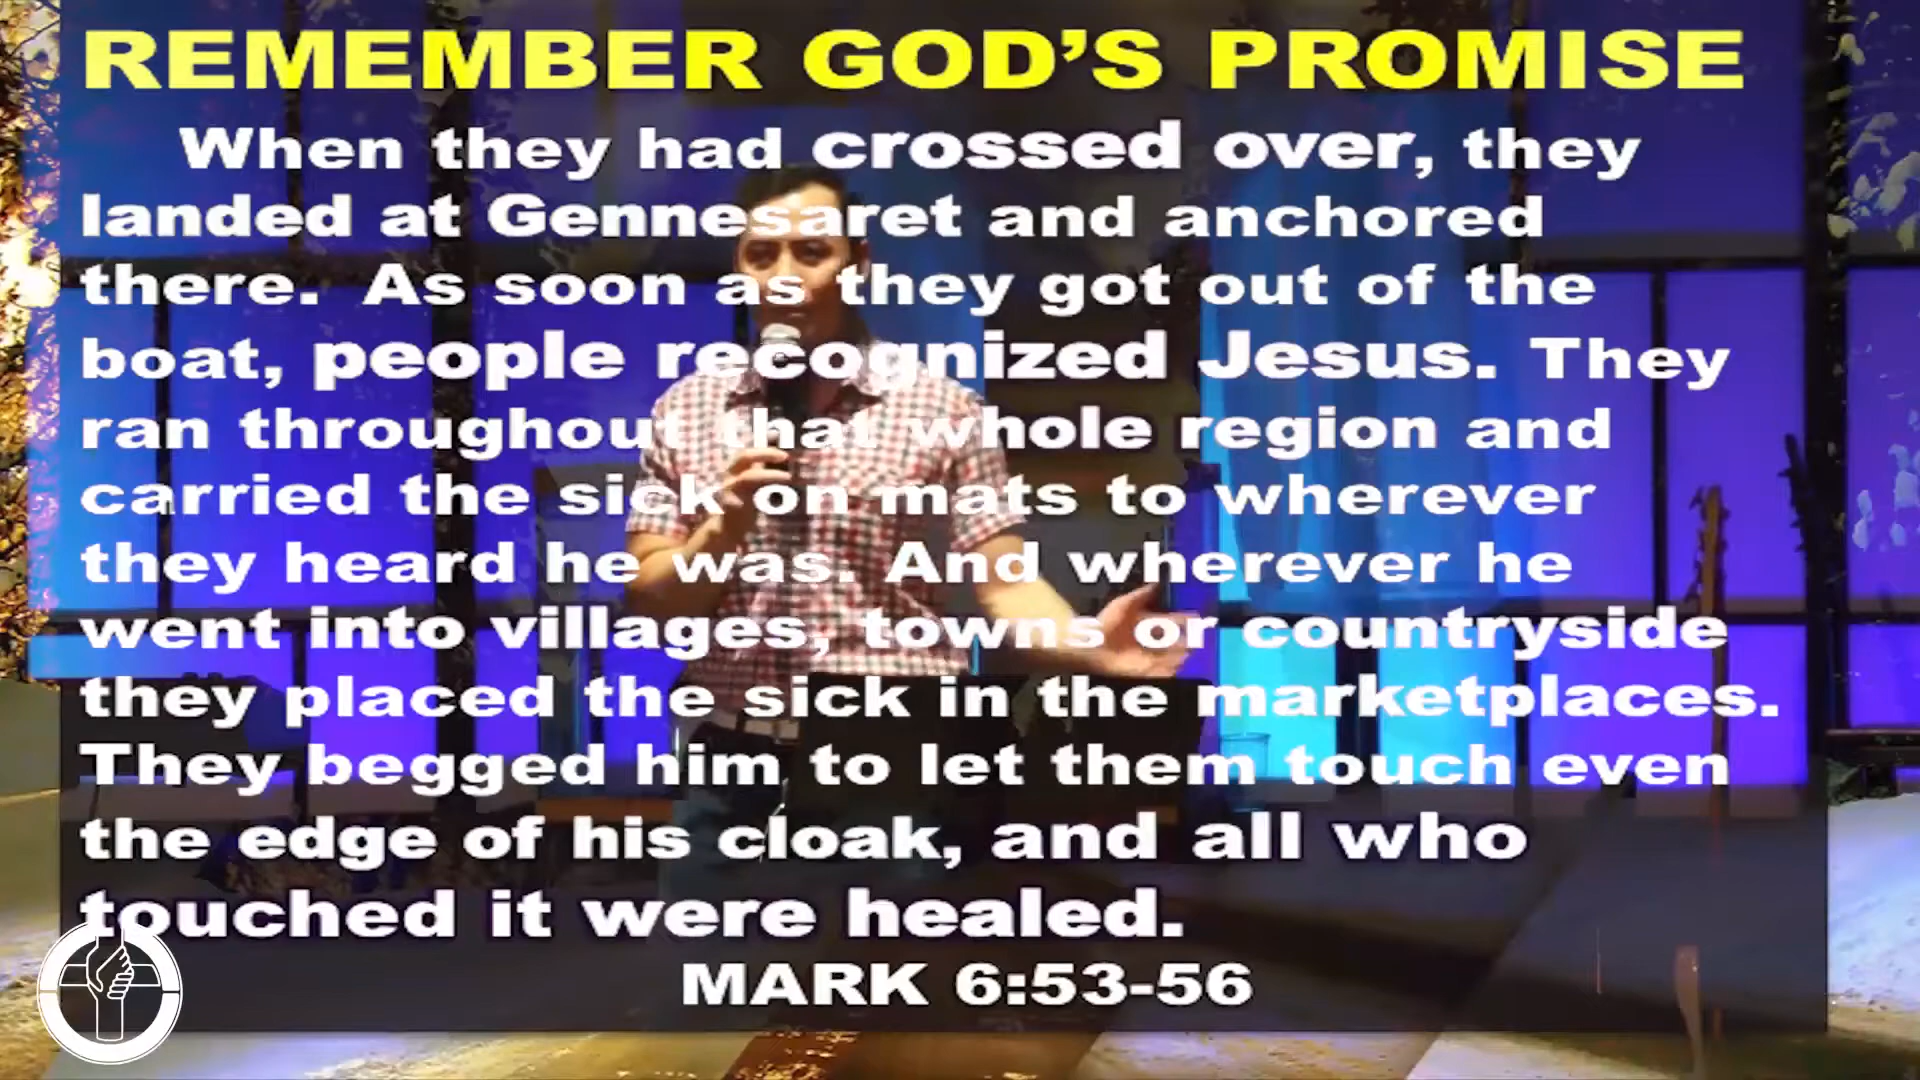 REMEMBER GOD'S PROMISE
When they had crossed over, they
landed at Gennesaret and anchored
there. As soon as they got out of the
boat, people recognized Jesus. They
ran throughout that whole region and
carried the sick on mats to wherever
they heard he was. And wherever he
went into villages, towns or countryside
they placed the sick in the marketplaces.
They begged him to let them touch even
the edge of his cloak, and all who
touched it were healed.
MARK 6:53-56